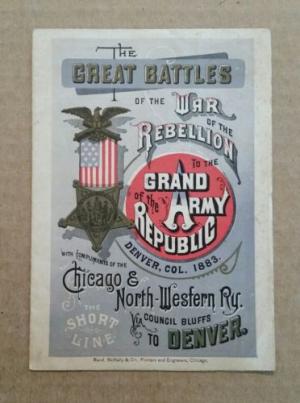 The
GREAT BATTLES
OF THE War
OF THE
REBELLION
TO THE
GRAND
of the Army
REPUBLIC
DENVER, COL. 1883.
WITH COMPLIMENTS OF THE
Chicago &
North-Western Ry.
THE
SHORT
LINE
Via COUNCIL BLUFFS
TO DENVER.
Rand, McNally & Co., Printers and Engravers, Chicago.